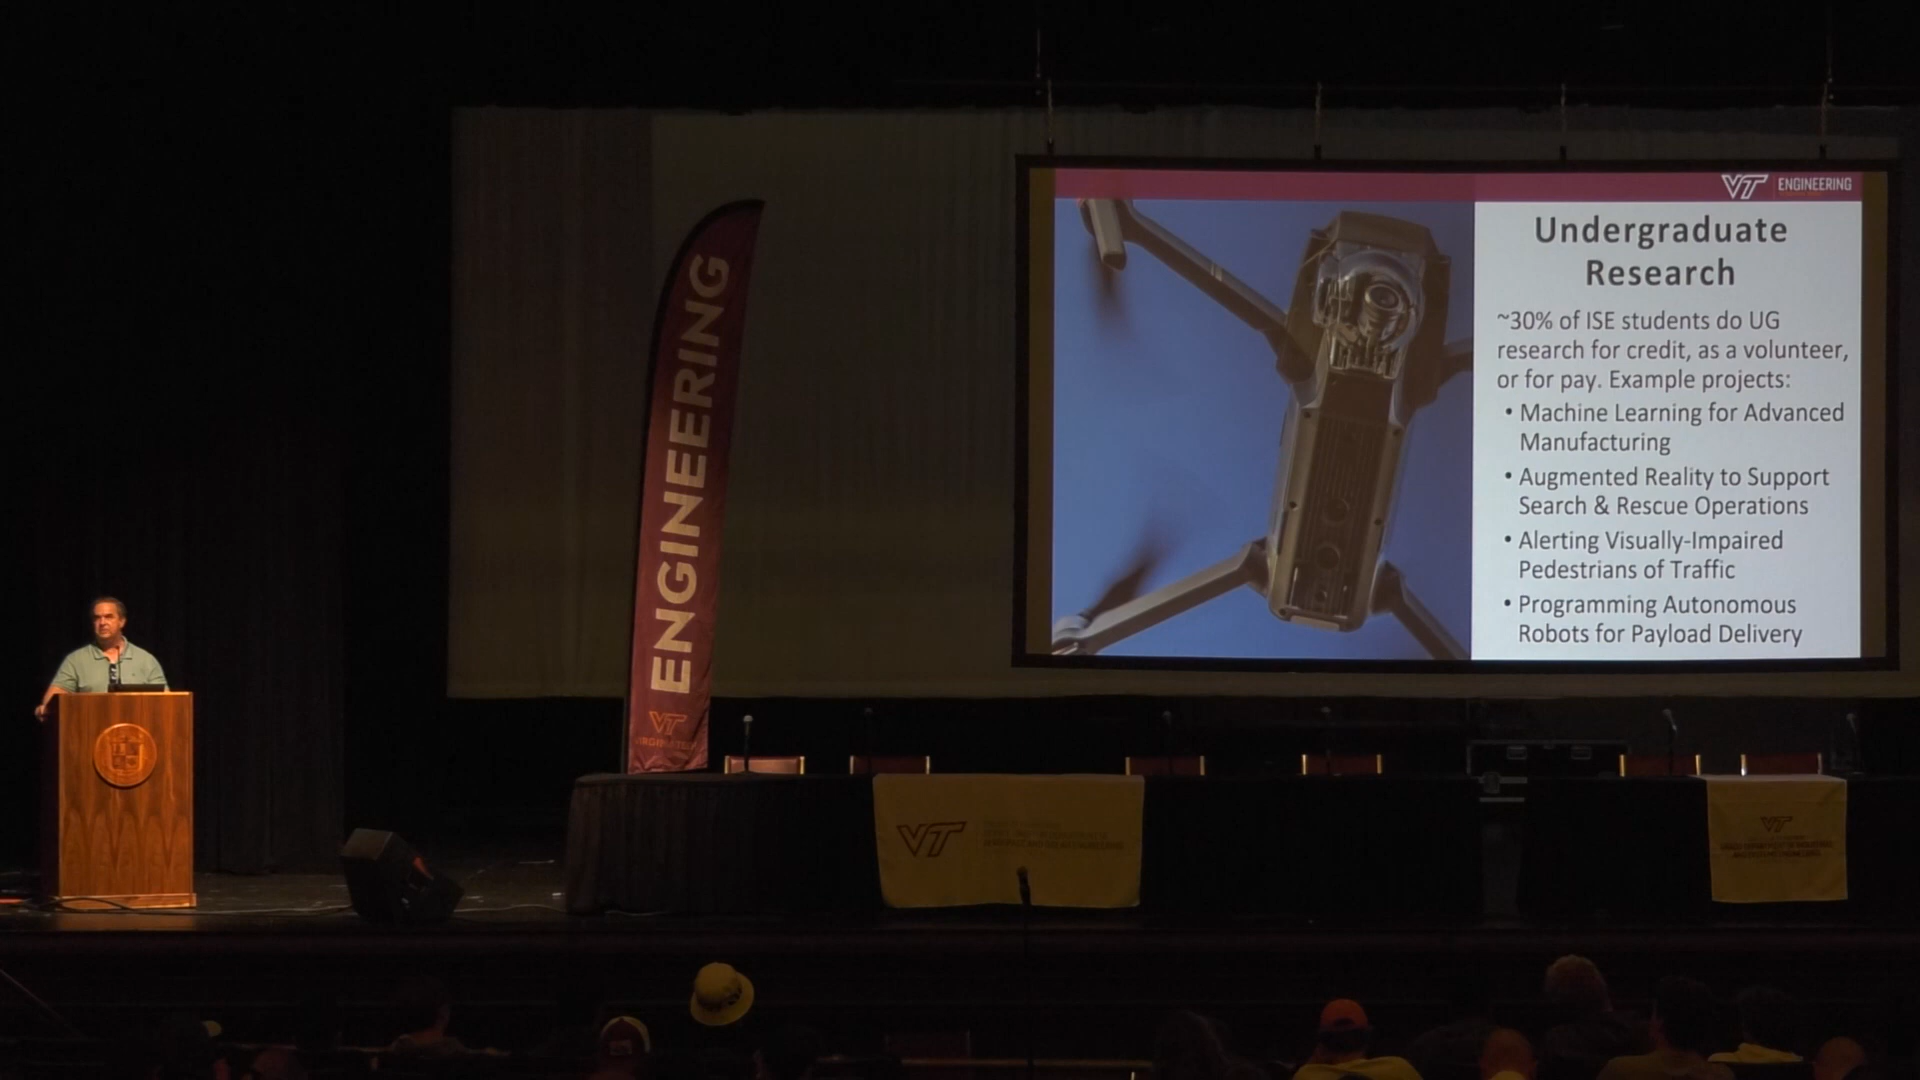 VT ENGINEERING
Undergraduate
Research
~30% of ISE students do UG
research for credit, as a volunteer,
or for pay. Example projects:
• Machine Learning for Advanced
Manufacturing
• Augmented Reality to Support
Search & Rescue Operations
• Alerting Visually-Impaired
Pedestrians of Traffic
• Programming Autonomous
Robots for Payload Delivery
ENGINEERING
VT
VIRGINIA TECH
VT
VT